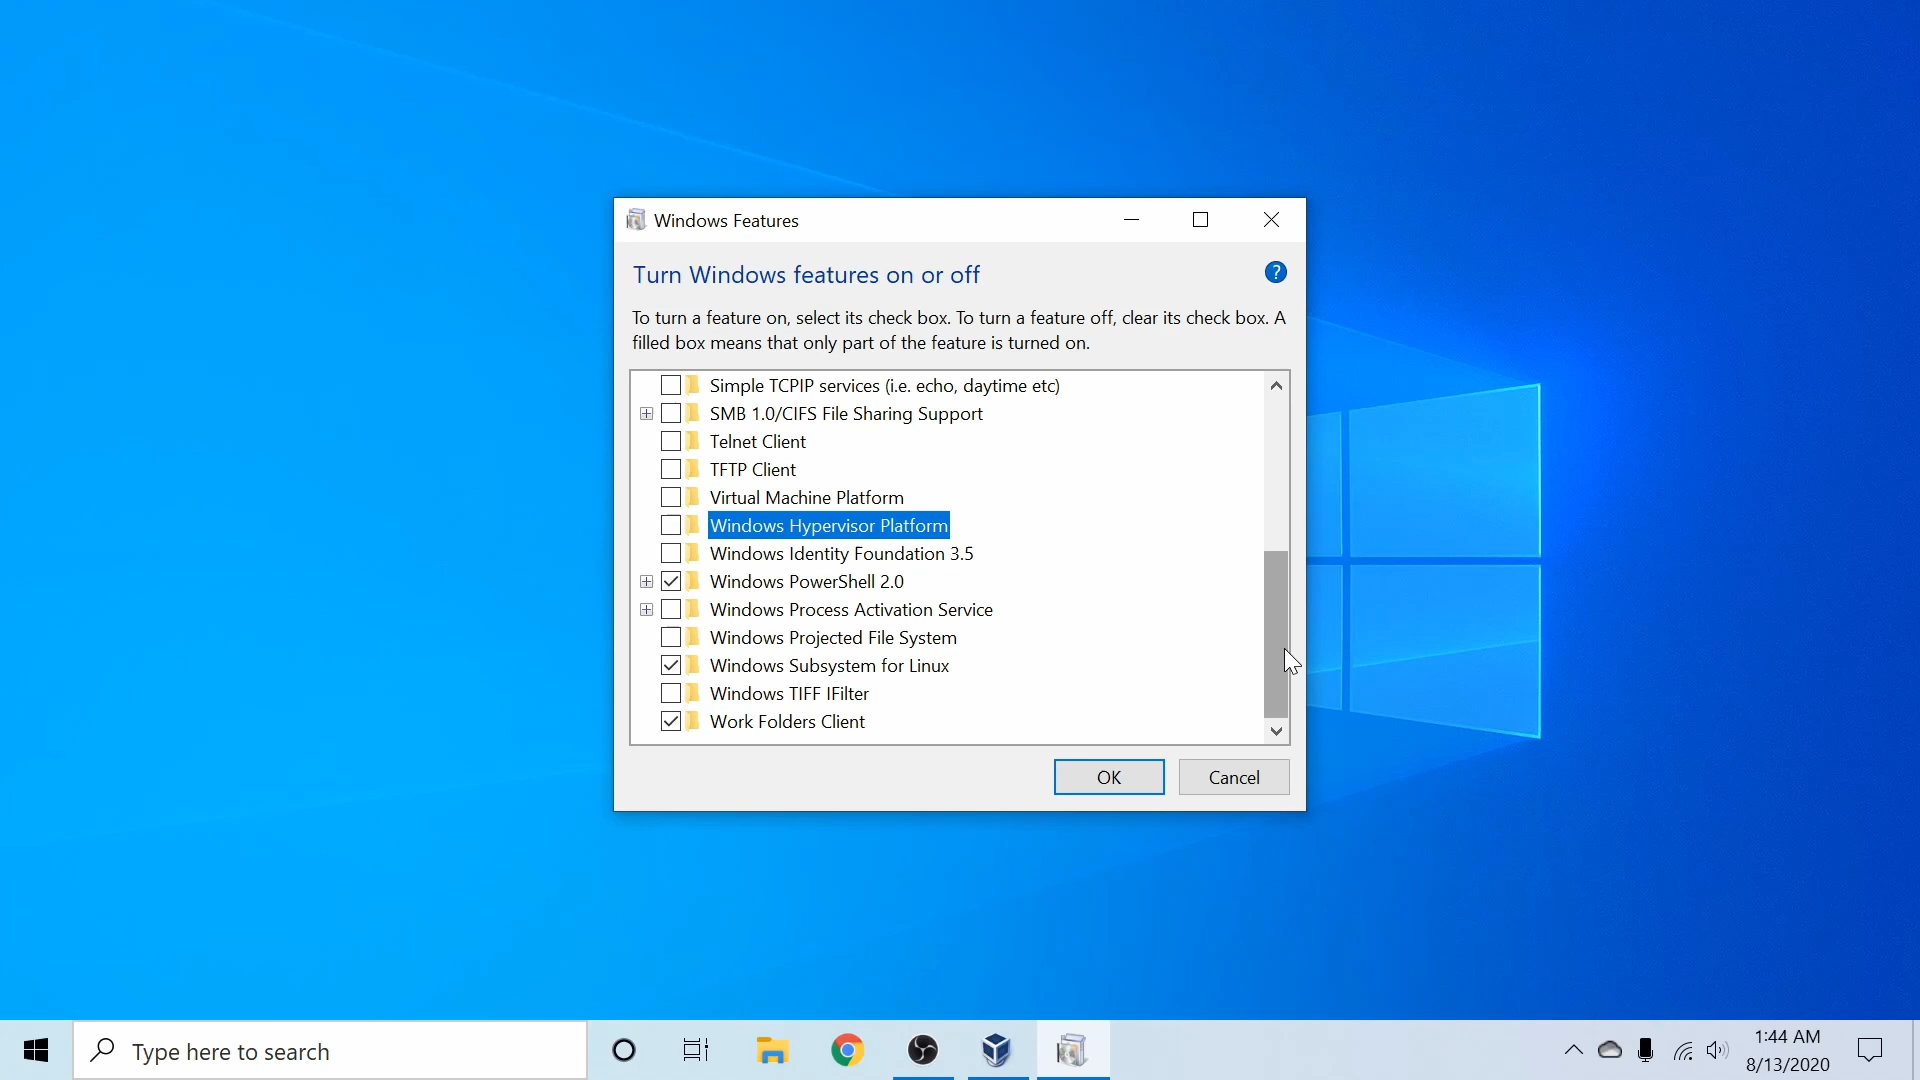 Windows Features
Turn Windows features on or off
?
To turn a feature on, select its check box. To turn a feature off, clear its check box. A
filled box means that only part of the feature is turned on.
Simple TCPIP services (i.e. echo, daytime etc)
SMB 1.0/CIFS File Sharing Support
Telnet Client
TFTP Client
Virtual Machine Platform
Windows Hypervisor Platform
Windows Identity Foundation 3.5
Windows PowerShell 2.0
Windows Process Activation Service
Windows Projected File System
Windows Subsystem for Linux
Windows TIFF IFilter
Work Folders Client
OK
Cancel
Type here to search
1:44 AM
8/13/2020